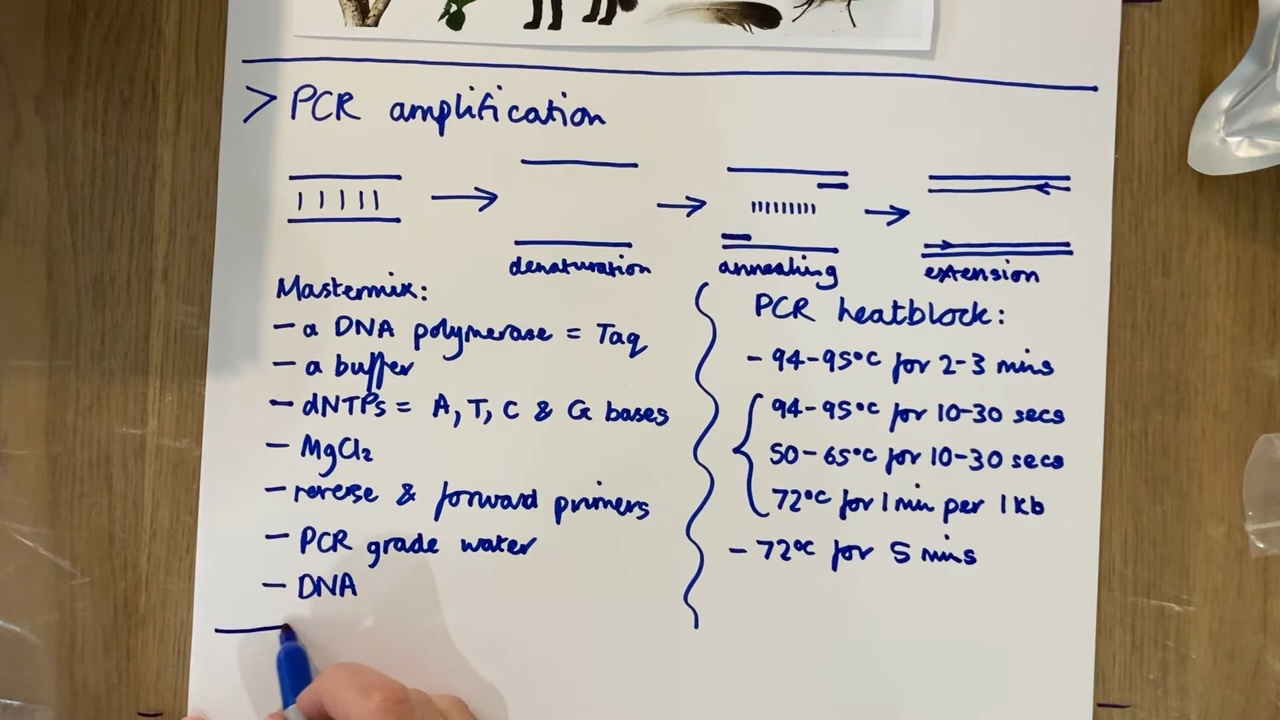 > PCR amplification
denaturation
annealing
extension
Mastermix:
- a DNA polymerase = Taq
- a buffer
- dNTPs = A, T, C & G bases
- MgCl2
- reverse & forward primers
- PCR grade water
- DNA
PCR heatblock:
- 94-95°C for 2-3 mins
94-95°C for 10-30 secs
50-65°C for 10-30 secs
72°C for 1 min per 1kb
- 72°C for 5 mins